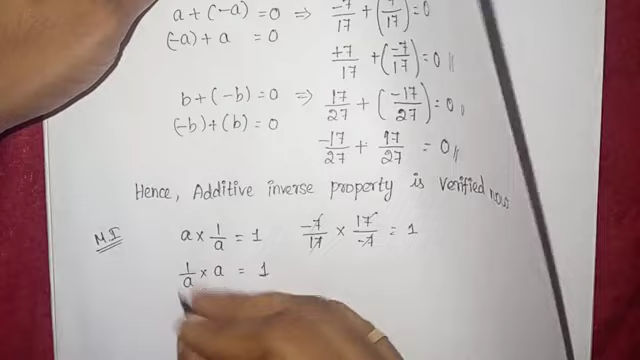 a + (-a) = 0 ⇒ -7/17 + (7/17) = 0
(-a) + a = 0
+7/17 + (-7/17) = 0 //
b + (-b) = 0 ⇒ 17/27 + (-17/27) = 0,
(-b) + (b) = 0
-17/27 + 17/27 = 0 //
Hence, Additive inverse property is verified now
M.I a × 1/a = 1 -7/17 × 17/-7 = 1
1/a × a = 1